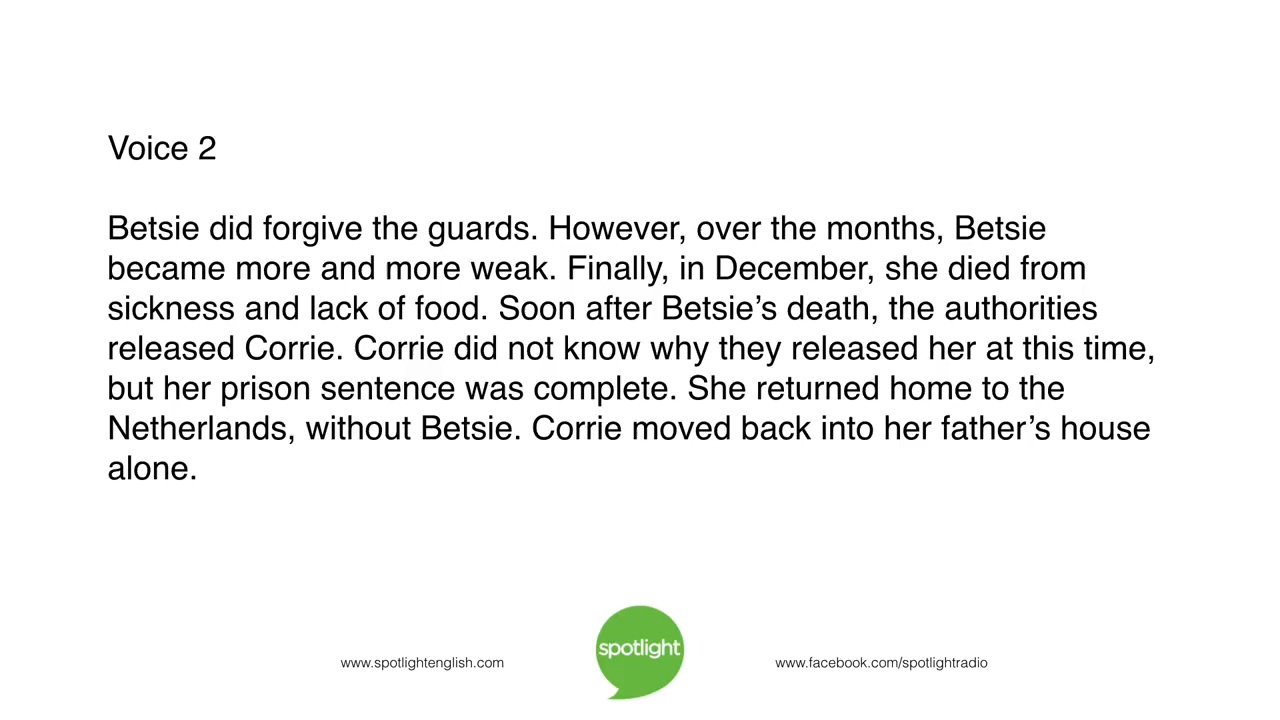 Voice 2
Betsie did forgive the guards. However, over the months, Betsie
became more and more weak. Finally, in December, she died from
sickness and lack of food. Soon after Betsie’s death, the authorities
released Corrie. Corrie did not know why they released her at this time,
but her prison sentence was complete. She returned home to the
Netherlands, without Betsie. Corrie moved back into her father’s house
alone.
www.spotlightenglish.com
spotlight
www.facebook.com/spotlightradio